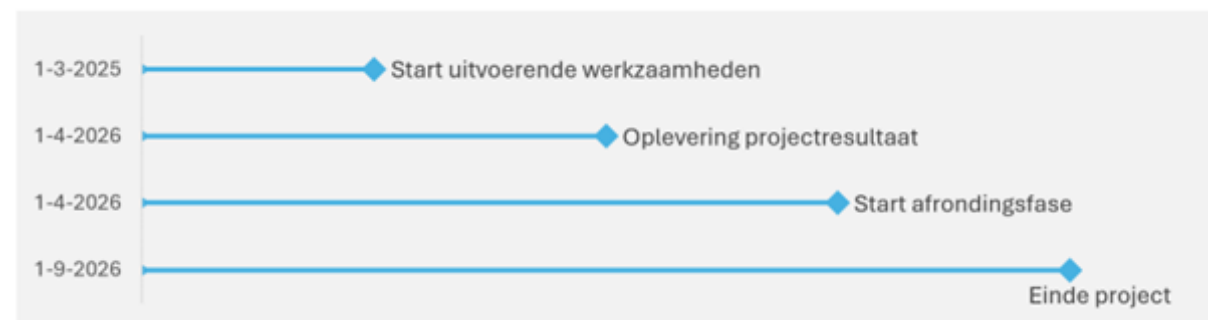 1-3-2025 Start uitvoerende werkzaamheden
1-4-2026 Oplevering projectresultaat
1-4-2026 Start afrondingsfase
1-9-2026
Einde project